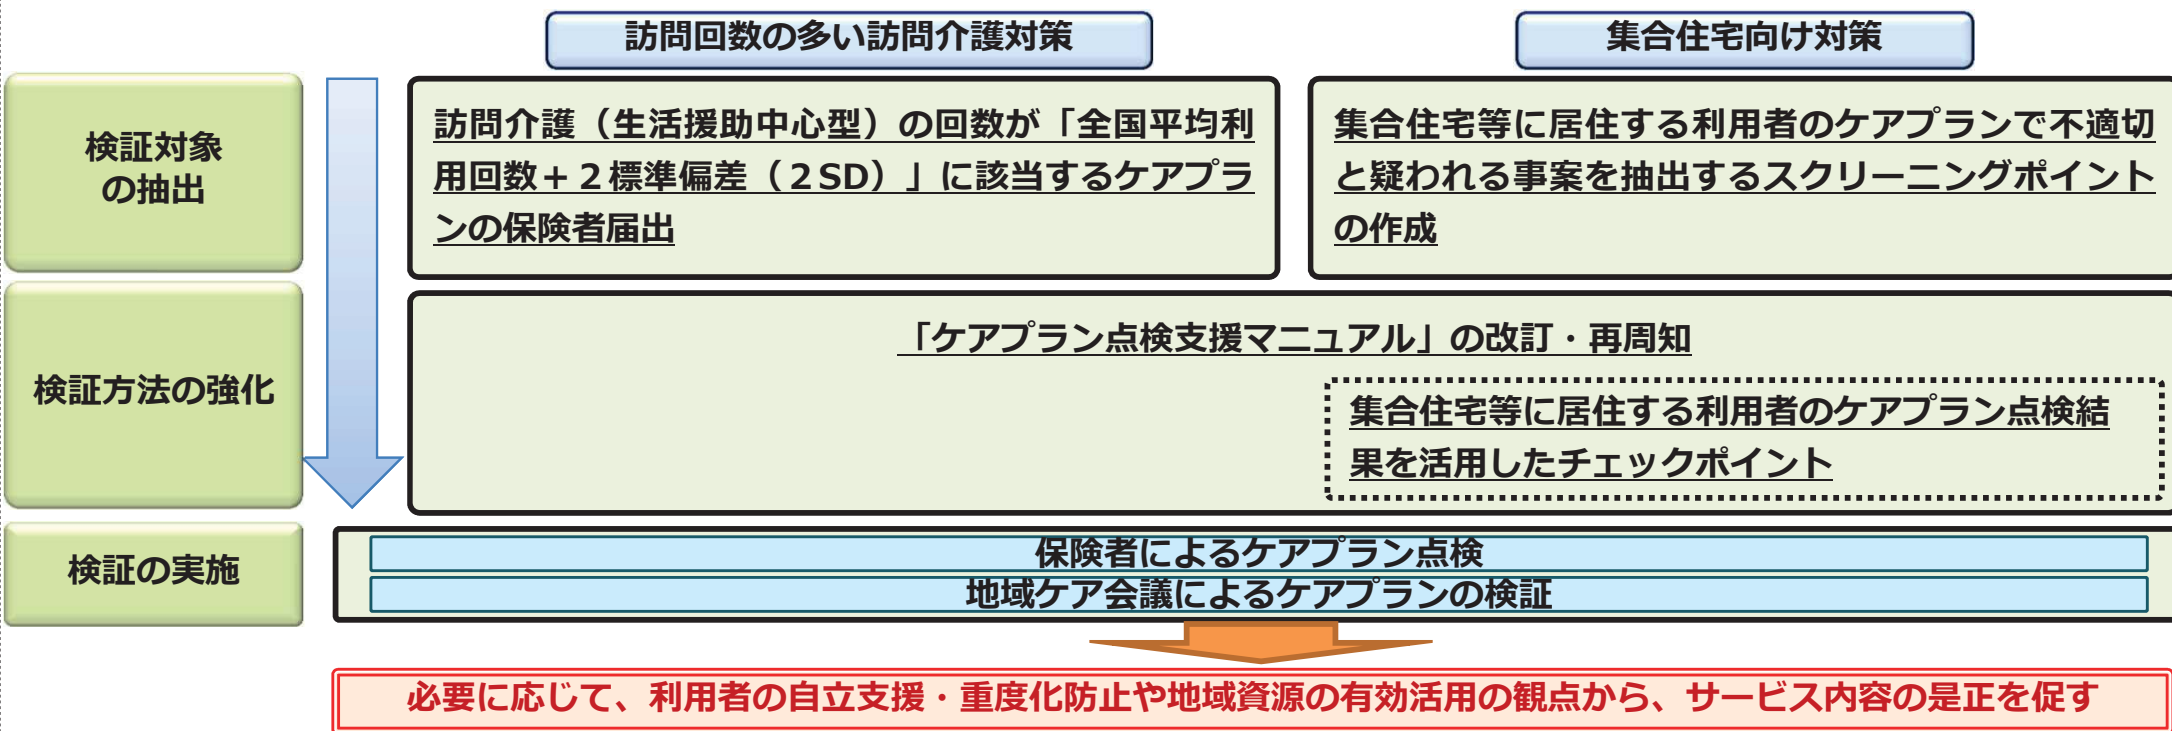 訪問回数の多い訪問介護対策
集合住宅向け対策
検証対象
の抽出
訪問介護（生活援助中心型）の回数が「全国平均利
用回数＋２標準偏差（２SD）」に該当するケアプラ
ンの保険者届出
集合住宅等に居住する利用者のケアプランで不適切
と疑われる事案を抽出するスクリーニングポイント
の作成
検証方法の強化
「ケアプラン点検支援マニュアル」の改訂・再周知
集合住宅等に居住する利用者のケアプラン点検結
果を活用したチェックポイント
検証の実施
保険者によるケアプラン点検
地域ケア会議によるケアプランの検証
必要に応じて、利用者の自立支援・重度化防止や地域資源の有効活用の観点から、サービス内容の是正を促す